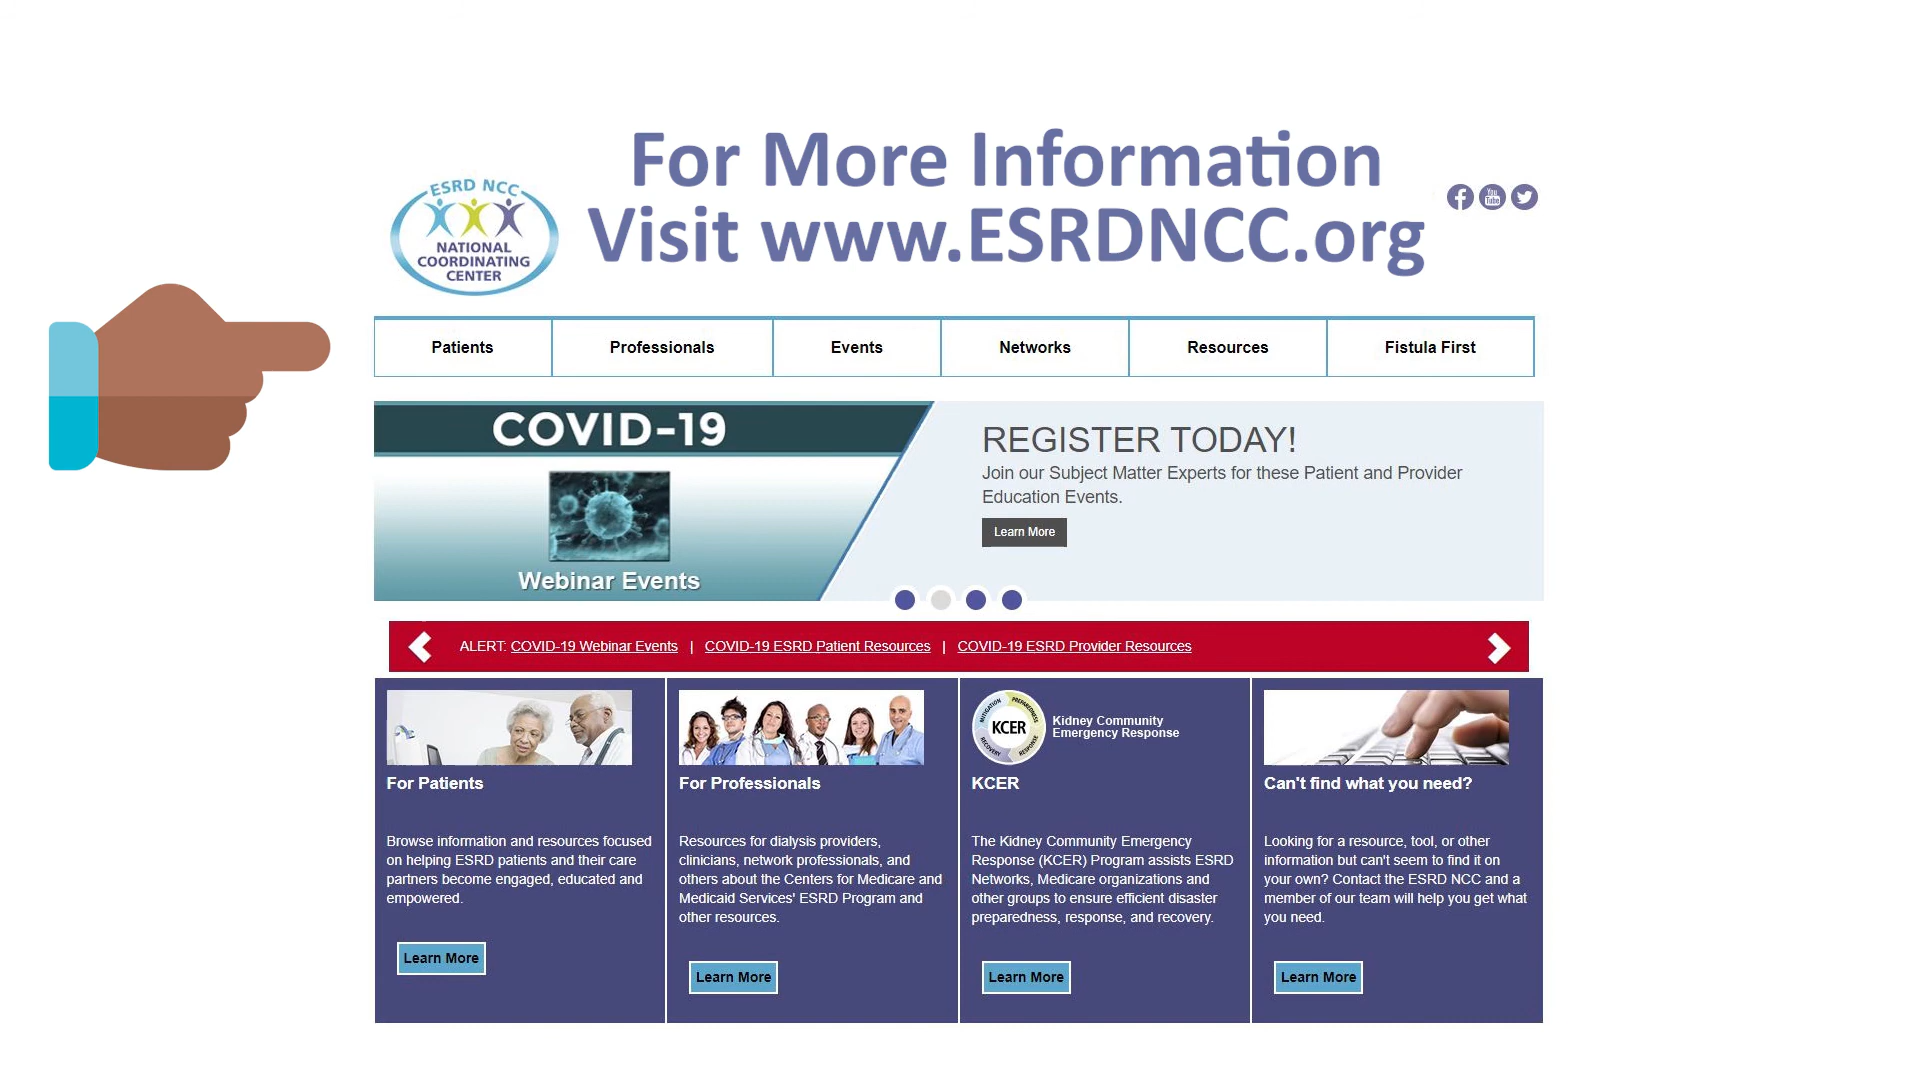 For More Information
Visit www.ESRDNCC.org
ESRD NCC
NATIONAL
COORDINATING
CENTER
You
Tube
Patients
Professionals
Events
Networks
Resources
Fistula First
COVID-19
Webinar Events
REGISTER TODAY!
Join our Subject Matter Experts for these Patient and Provider
Education Events.
Learn More
ALERT: COVID-19 Webinar Events | COVID-19 ESRD Patient Resources | COVID-19 ESRD Provider Resources
For Patients
Browse information and resources focused
on helping ESRD patients and their care
partners become engaged, educated and
empowered.
Learn More
For Professionals
Resources for dialysis providers,
clinicians, network professionals, and
others about the Centers for Medicare and
Medicaid Services' ESRD Program and
other resources.
Learn More
MITIGATION
PREPAREDNESS
KCER
RECOVERY
RESPONSE
Kidney Community
Emergency Response
KCER
The Kidney Community Emergency
Response (KCER) Program assists ESRD
Networks, Medicare organizations and
other groups to ensure efficient disaster
preparedness, response, and recovery.
Learn More
Can't find what you need?
Looking for a resource, tool, or other
information but can't seem to find it on
your own? Contact the ESRD NCC and a
member of our team will help you get what
you need.
Learn More